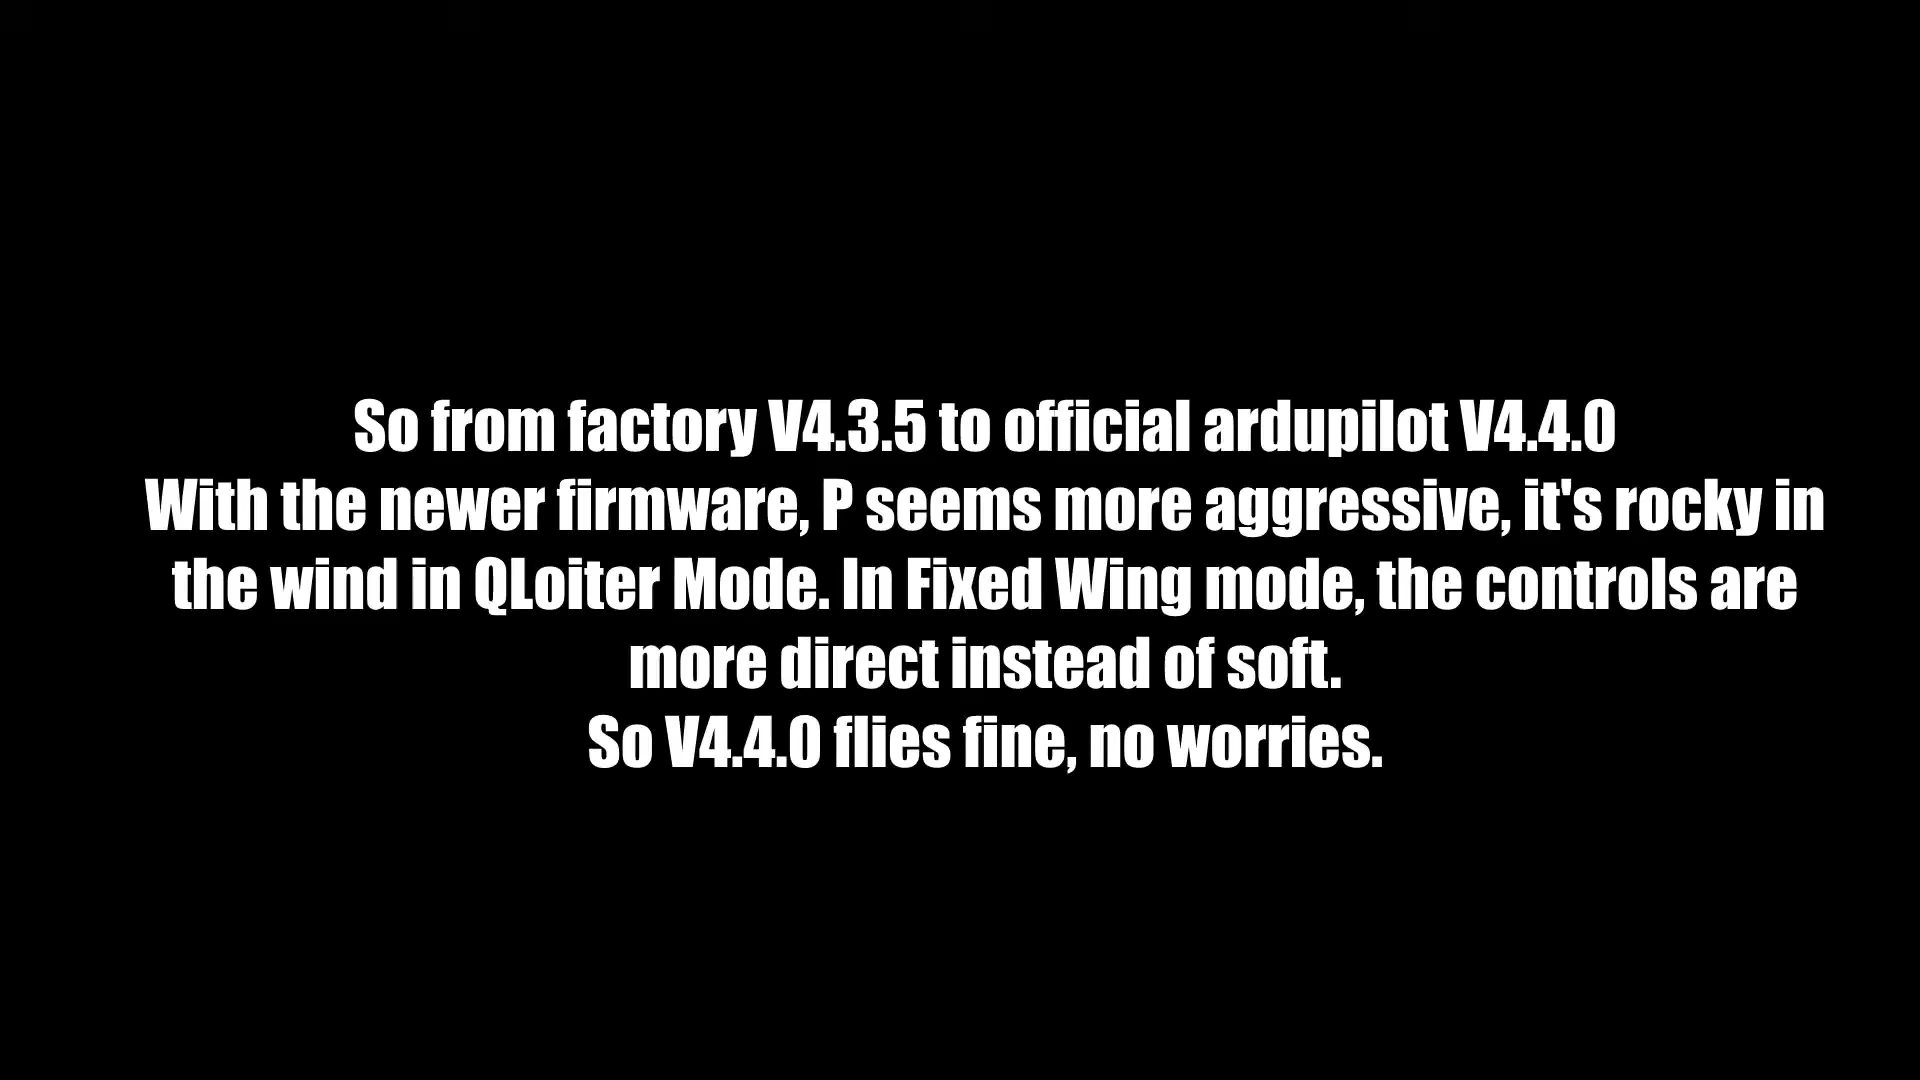 So from factory V4.3.5 to official ardupilot V4.4.0
With the newer firmware, P seems more aggressive, it's rocky in
the wind in QLoiter Mode. In Fixed Wing mode, the controls are
more direct instead of soft.
So V4.4.0 flies fine, no worries.